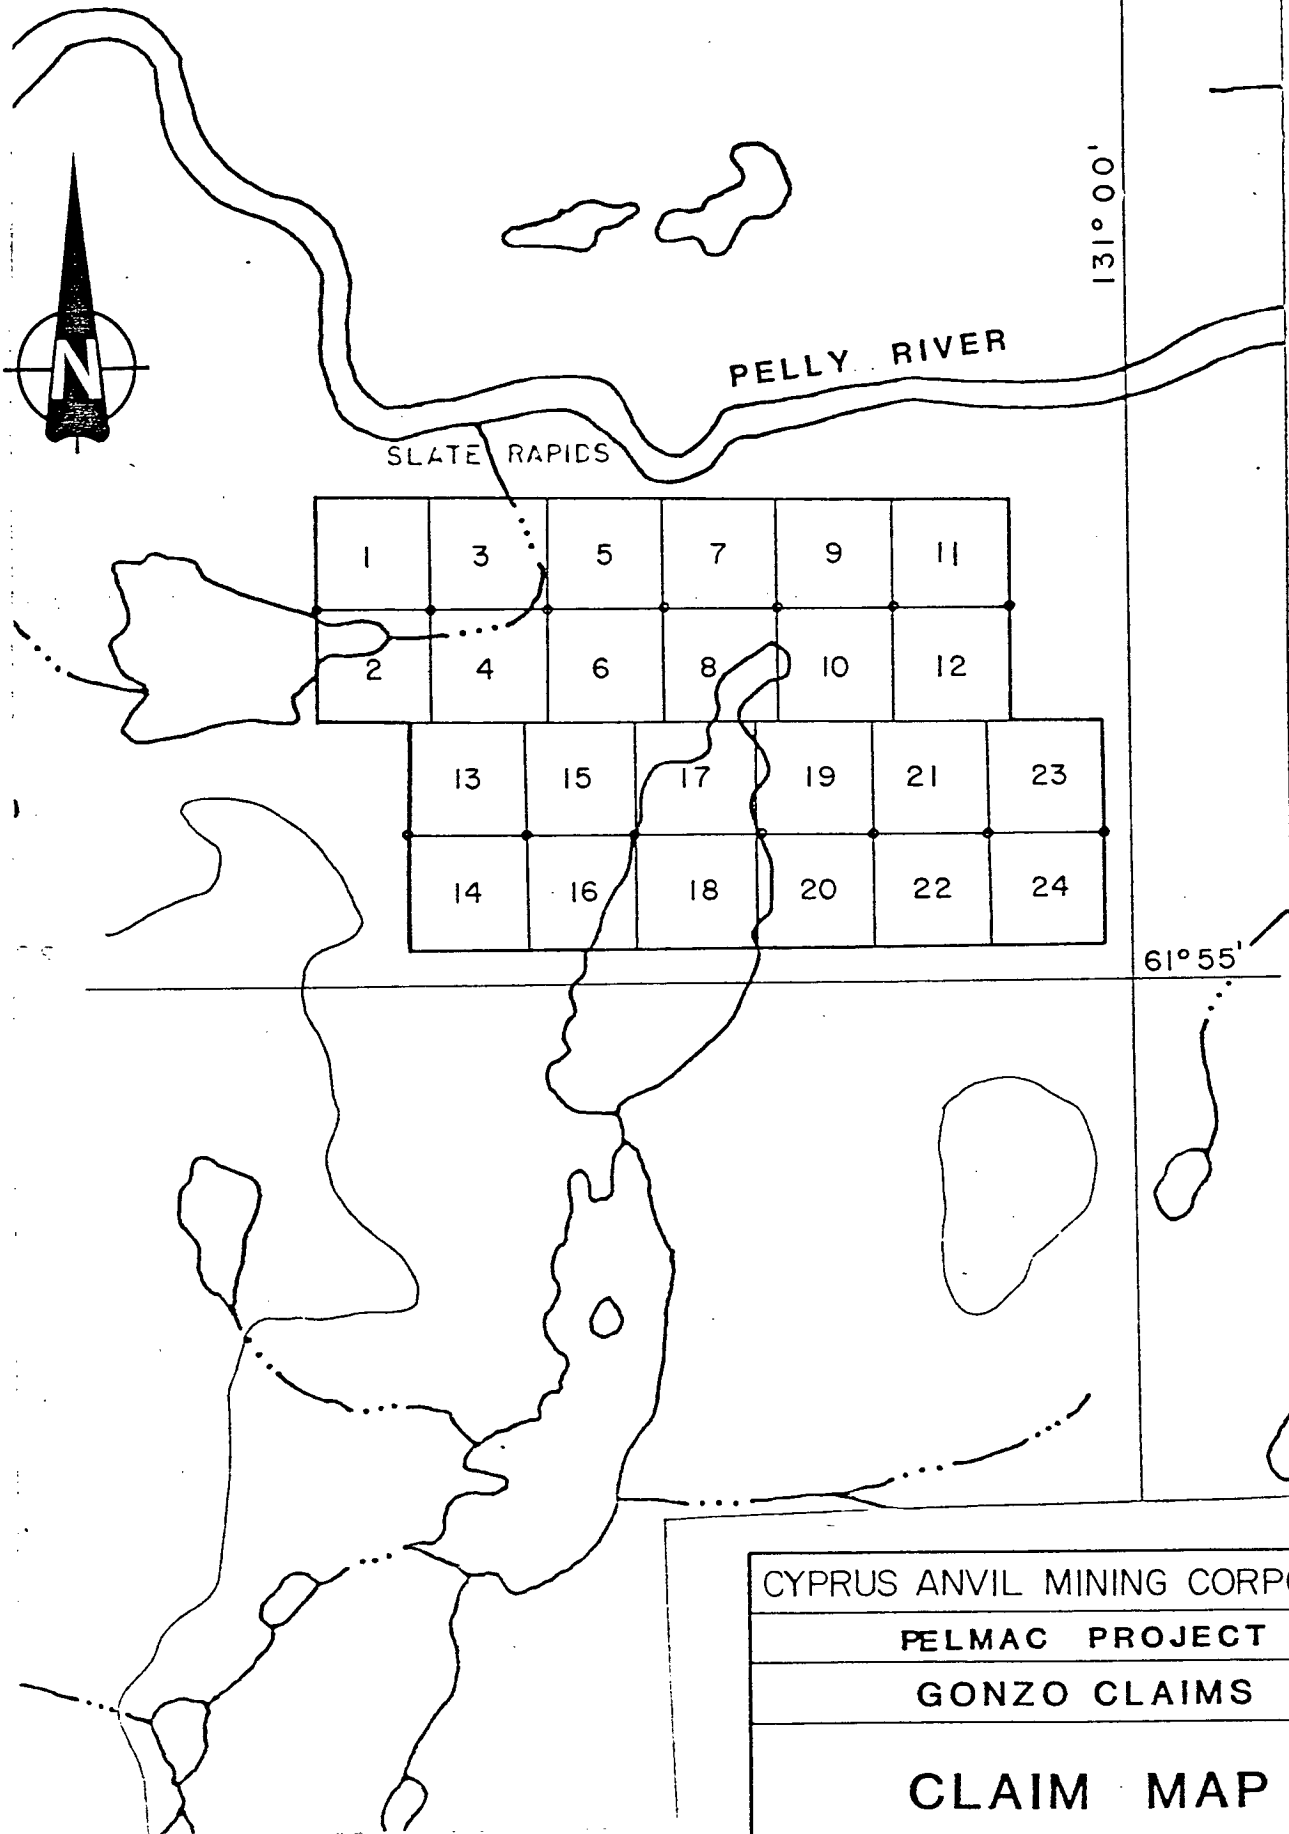 131° 00'
N
PELLY RIVER
SLATE RAPIDS
1 3 5 7 9 11
2 4 6 8 10 12
13 15 17 19 21 23
14 16 18 20 22 24
61° 55'
CYPRUS ANVIL MINING CORPO
PELMAC PROJECT
GONZO CLAIMS
CLAIM MAP